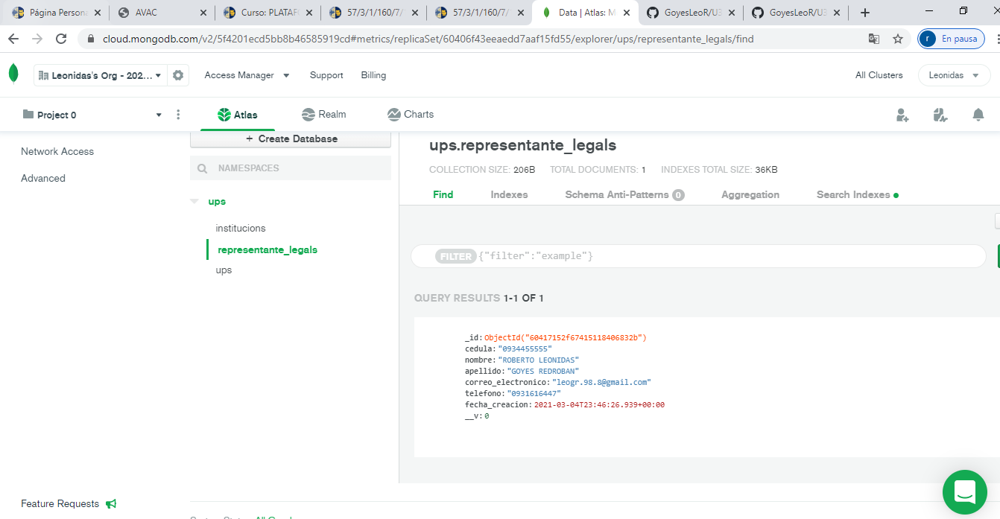 Página Persona
AVAC
Curso: PLATAF
57/3/1/160/7/
57/3/1/160/7/
Data | Atlas: M
GoyesLeoR/U3
GoyesLeoR/U3
cloud.mongodb.com/v2/5f4201ecd5bb8b46585919cd#metrics/replicaSet/60406f43eeaedd7aaf15fd55/explorer/ups/representante_legals/find
r En pausa
Leonidas's Org - 202...
Access Manager
Support
Billing
All Clusters
Leonidas
Project 0
Atlas
Realm
Charts
Network Access
Advanced
+ Create Database
NAMESPACES
ups
institucions
representante_legals
ups
ups.representante_legals
COLLECTION SIZE: 206B TOTAL DOCUMENTS: 1 INDEXES TOTAL SIZE: 36KB
Find Indexes Schema Anti-Patterns 0 Aggregation Search Indexes
FILTER {"filter":"example"}
QUERY RESULTS 1-1 OF 1
_id:ObjectId("60417152f67415118406832b")
cedula:"0934455555"
nombre:"ROBERTO LEONIDAS"
apellido:"GOYES REDROBAN"
correo_electronico:"leogr.98.8@gmail.com"
telefono:"0931616447"
fecha_creacion:2021-03-04T23:46:26.939+00:00
__v:0
Feature Requests